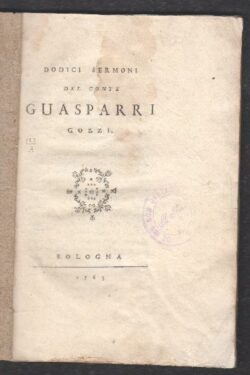 DODICI SERMONI
DEL CONTE
GUASPARRI
GOZZI.
BOLOGNA
1763